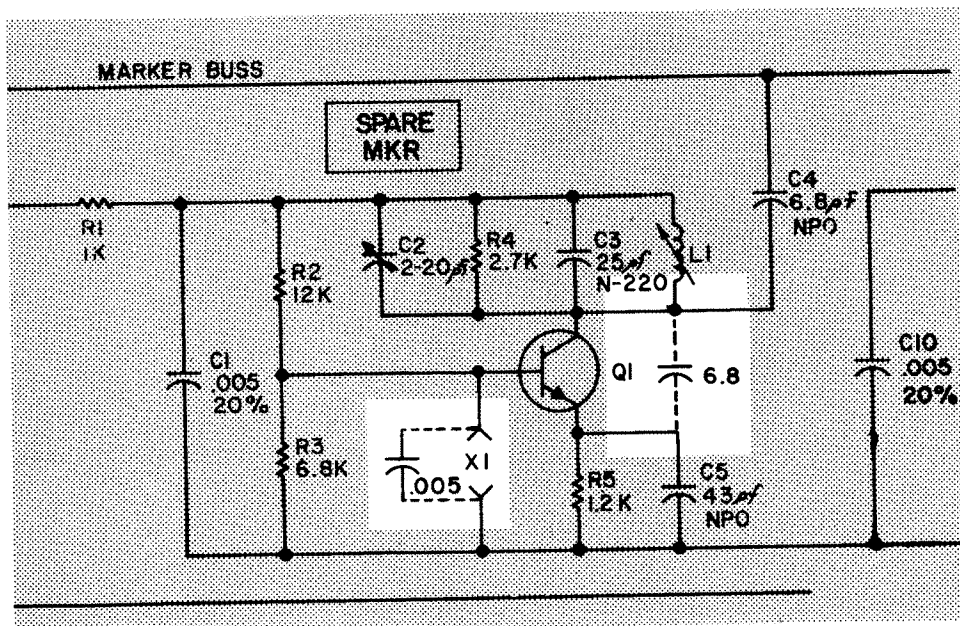 MARKER BUSS
SPARE
MKR
R1
1K
C1
.005
20%
R2
12K
R3
6.8K
C2
2-20pf
R4
2.7K
C3
25pf
N-220
L1
C4
6.8pf
NPO
Q1
6.8
X1
.005
R5
1.2K
C5
43pf
NPO
C10
.005
20%